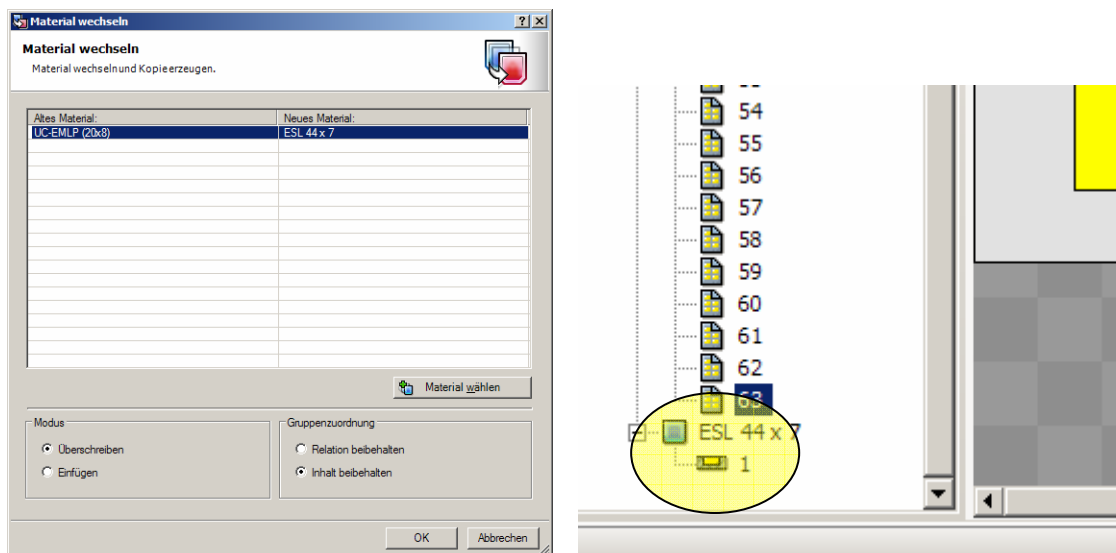 Material wechseln
Material wechseln
Material wechseln und Kopie erzeugen.
Altes Material: Neues Material:
UC-EMLP (20x8) ESL 44 x 7
Material wählen
Modus
Überschreiben
Einfügen
Gruppenzuordnung
Relation beibehalten
Inhalt beibehalten
OK Abbrechen
54
55
56
57
58
59
60
61
62
63
ESL 44 x 7
1